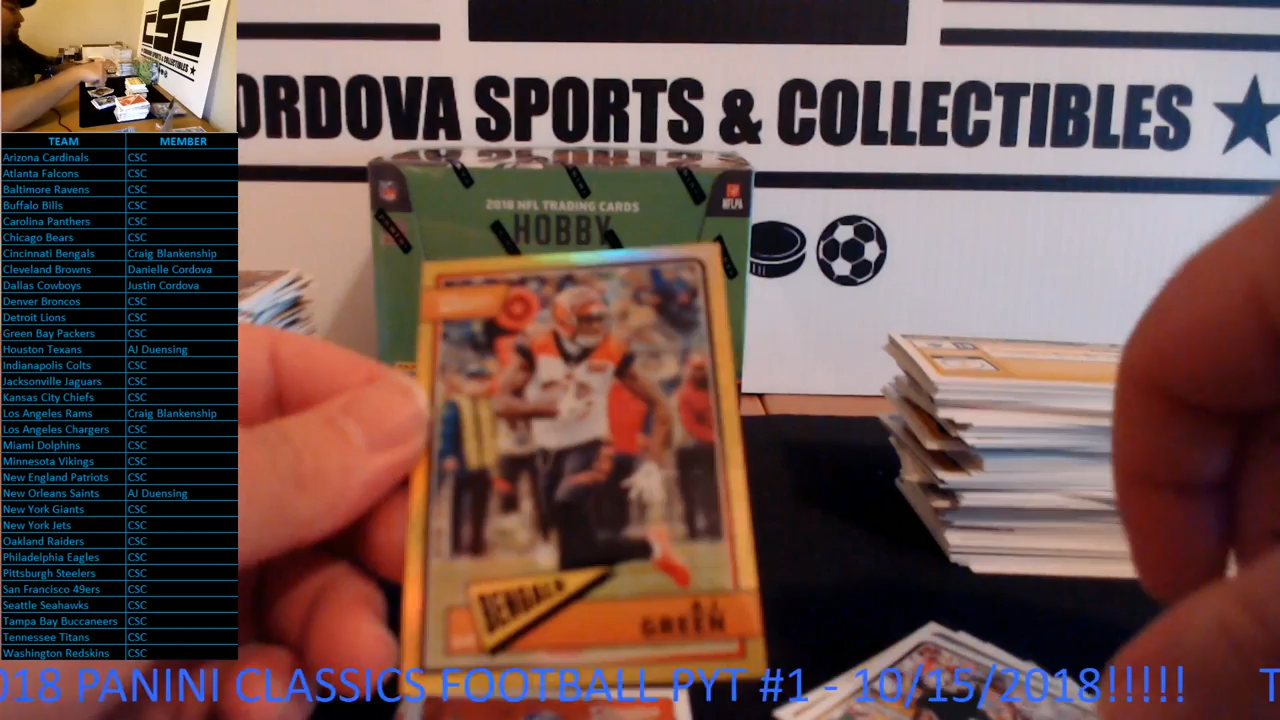 CSC
TEAM MEMBER
Arizona Cardinals CSC
Atlanta Falcons CSC
Baltimore Ravens CSC
Buffalo Bills CSC
Carolina Panthers CSC
Chicago Bears CSC
Cincinnati Bengals Craig Blankenship
Cleveland Browns Danielle Cordova
Dallas Cowboys Justin Cordova
Denver Broncos CSC
Detroit Lions CSC
Green Bay Packers CSC
Houston Texans AJ Duensing
Indianapolis Colts CSC
Jacksonville Jaguars CSC
Kansas City Chiefs CSC
Los Angeles Rams Craig Blankenship
Los Angeles Chargers CSC
Miami Dolphins CSC
Minnesota Vikings CSC
New England Patriots CSC
New Orleans Saints AJ Duensing
New York Giants CSC
New York Jets CSC
Oakland Raiders CSC
Philadelphia Eagles CSC
Pittsburgh Steelers CSC
San Francisco 49ers CSC
Seattle Seahawks CSC
Tampa Bay Buccaneers CSC
Tennessee Titans CSC
Washington Redskins CSC
ORDOVA SPORTS & COLLECTIBLES
2018 NFL TRADING CARDS
HOBBY
NFLPA
PANINI
BENGALS
A.J.
GREEN
018 PANINI CLASSICS FOOTBALL PYT #1 - 10/15/2018!!!!! T